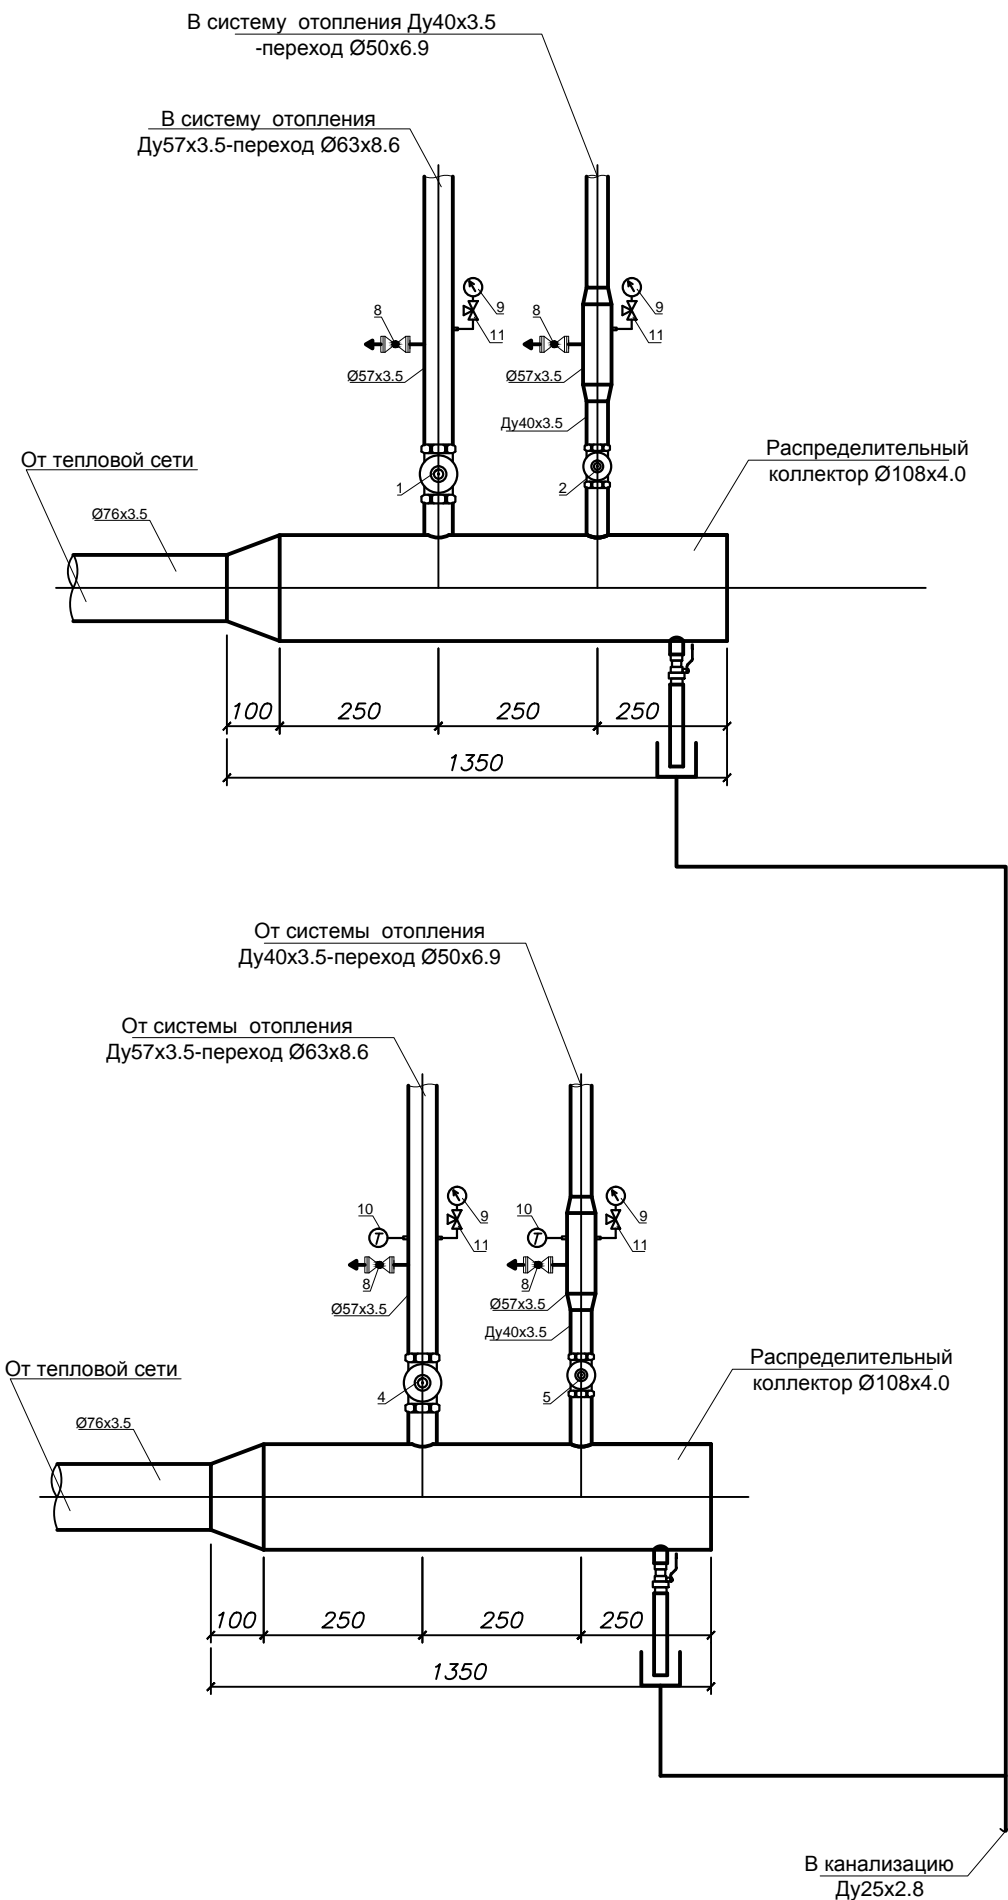 В систему отопления Ду40х3.5
-переход Ø50х6.9
В систему отопления
Ду57х3.5-переход Ø63х8.6
9
9
8
11
8
11
Ø57х3.5
Ø57х3.5
Ду40х3.5
От тепловой сети
Распределительный
коллектор Ø108х4.0
1
2
Ø76х3.5
100
250
250
250
1350
От системы отопления
Ду40х3.5-переход Ø50х6.9
От системы отопления
Ду57х3.5-переход Ø63х8.6
10
9
10
9
11
11
8
8
Ø57х3.5
Ø57х3.5
Ду40х3.5
От тепловой сети
Распределительный
коллектор Ø108х4.0
4
5
Ø76х3.5
T
T
100
250
250
250
1350
В канализацию
Ду25х2.8